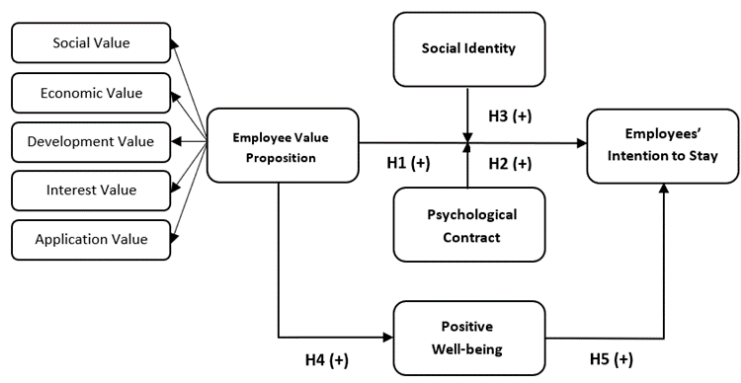 Social Value
Economic Value
Development Value
Interest Value
Application Value
Employee Value
Proposition
Social Identity
H3 (+)
H1 (+)
H2 (+)
Psychological
Contract
Employees'
Intention to Stay
Positive
Well-being
H4 (+)
H5 (+)